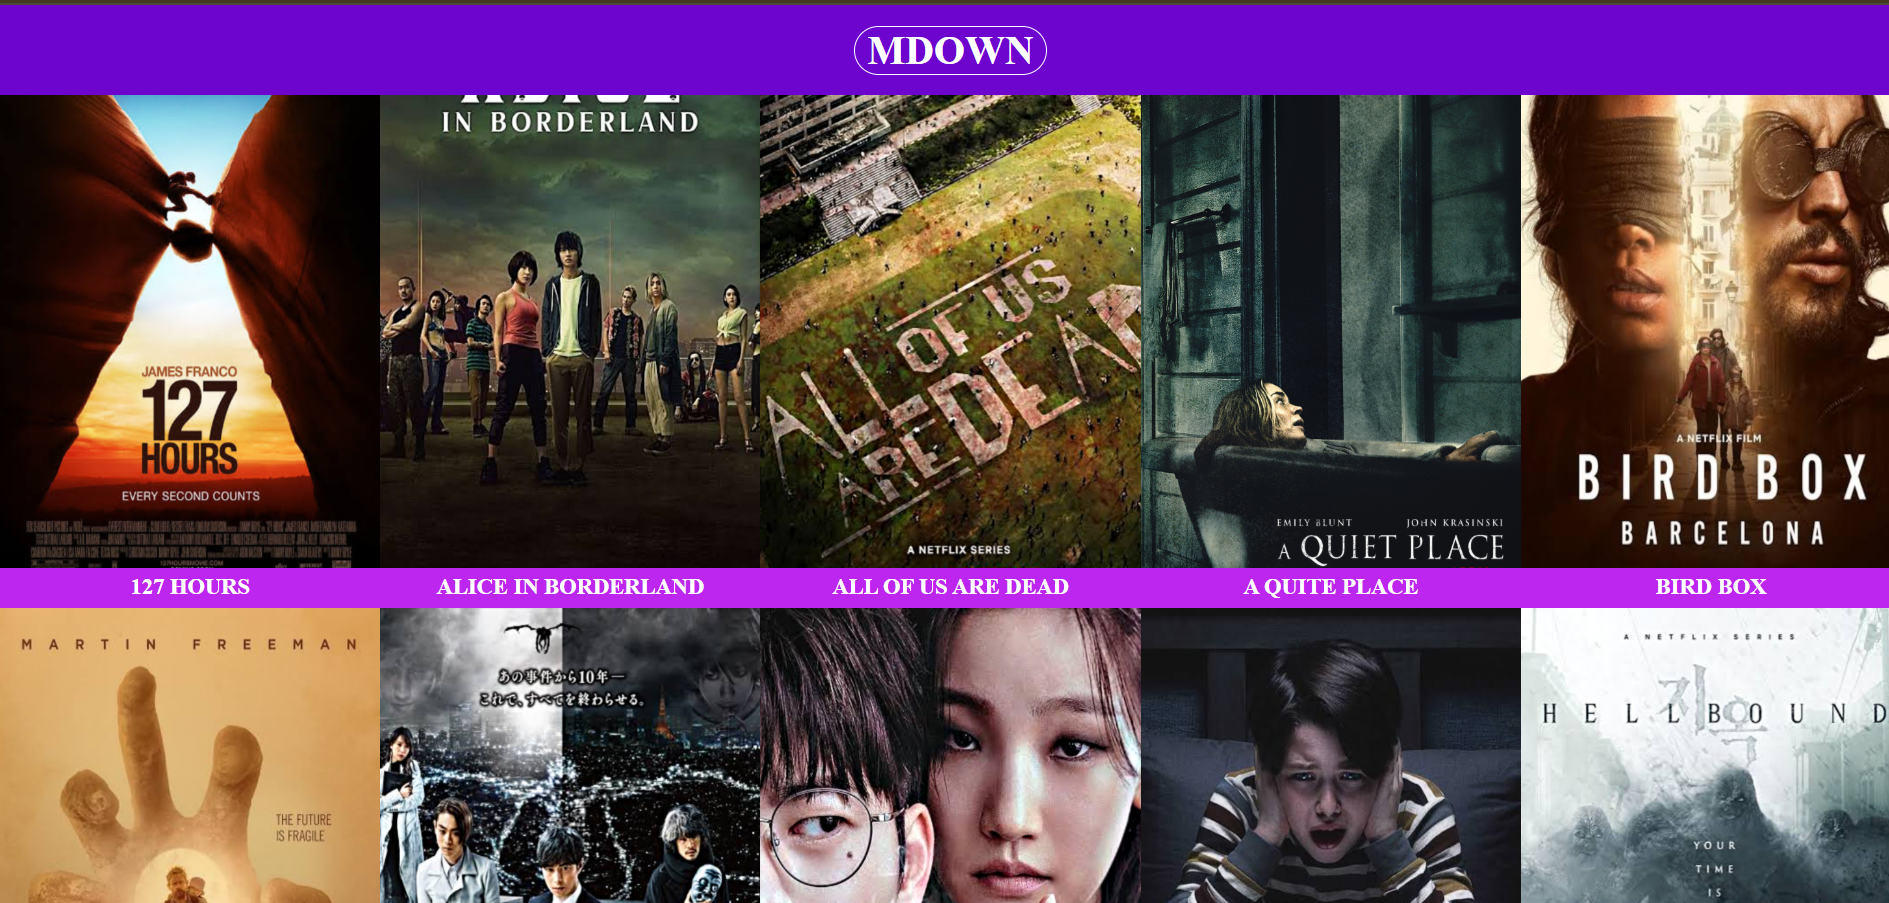 MDOWN
IN BORDERLAND
JAMES FRANCO
127
HOURS
EVERY SECOND COUNTS
ALL
OF US
ARE DEAD
A NETFLIX SERIES
EMILY BLUNT JOHN KRASINSKI
A QUIET PLACE
A NETFLIX FILM
BIRD BOX
BARCELONA
127 HOURS
ALICE IN BORDERLAND
ALL OF US ARE DEAD
A QUITE PLACE
BIRD BOX
MARTIN FREEMAN
THE FUTURE
IS FRAGILE
あの事件から10年—
これで、すべてを終わらせる。
A NETFLIX SERIES
지옥
HELLBOUND
YOUR
TIME
IS